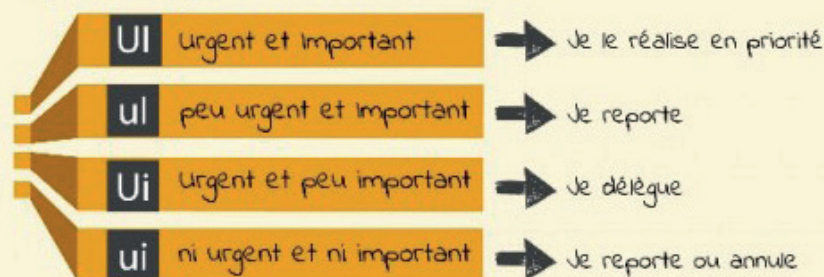 UI urgent et important Je le réalise en priorité
uI peu urgent et important Je reporte
Ui urgent et peu important Je délègue
ui ni urgent et ni important Je reporte ou annule